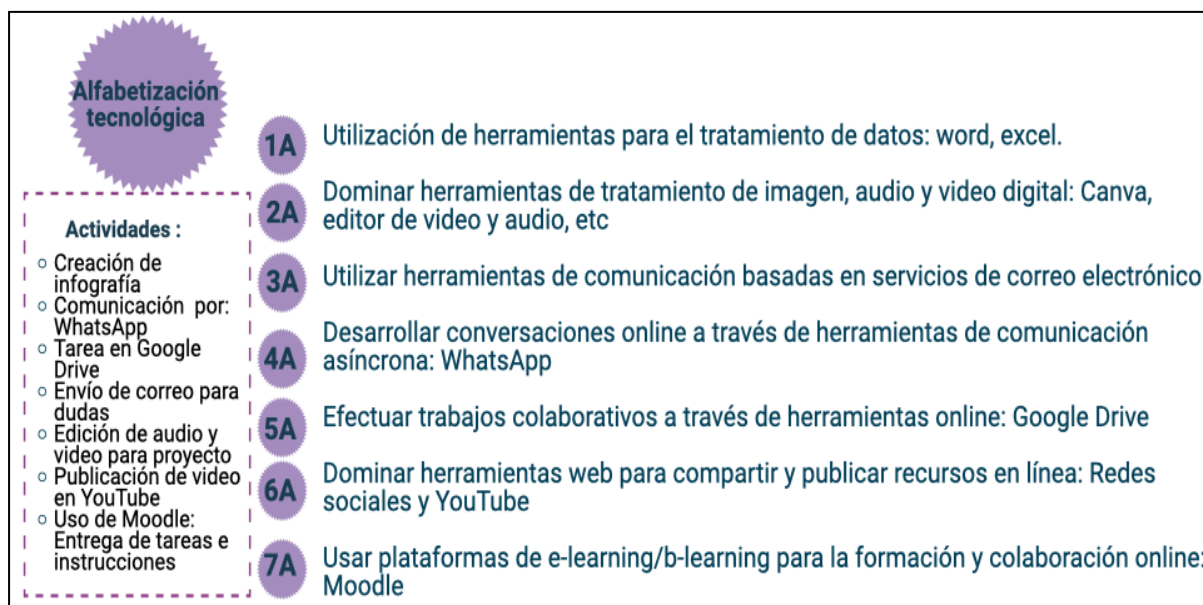 Alfabetización
tecnológica
Actividades :
Creación de
infografía
Comunicación por:
WhatsApp
Tarea en Google
Drive
Envío de correo para
dudas
Edición de audio y
video para proyecto
Publicación de video
en YouTube
Uso de Moodle:
Entrega de tareas e
instrucciones
1A
Utilización de herramientas para el tratamiento de datos: word, excel.
2A
Dominar herramientas de tratamiento de imagen, audio y video digital: Canva,
editor de video y audio, etc
3A
Utilizar herramientas de comunicación basadas en servicios de correo electrónico
4A
Desarrollar conversaciones online a través de herramientas de comunicación
asíncrona: WhatsApp
5A
Efectuar trabajos colaborativos a través de herramientas online: Google Drive
6A
Dominar herramientas web para compartir y publicar recursos en línea: Redes
sociales y YouTube
7A
Usar plataformas de e-learning/b-learning para la formación y colaboración online:
Moodle